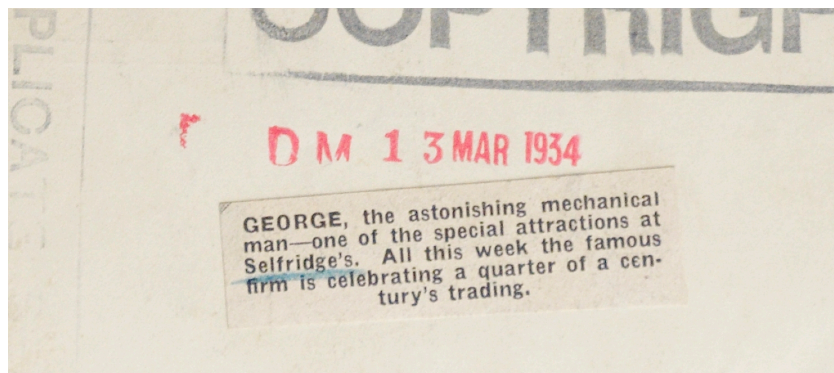 COPYRIGH
PLICATE
D M 1 3 MAR 1934
GEORGE, the astonishing mechanical
man—one of the special attractions at
Selfridge's. All this week the famous
firm is celebrating a quarter of a cen-
tury's trading.